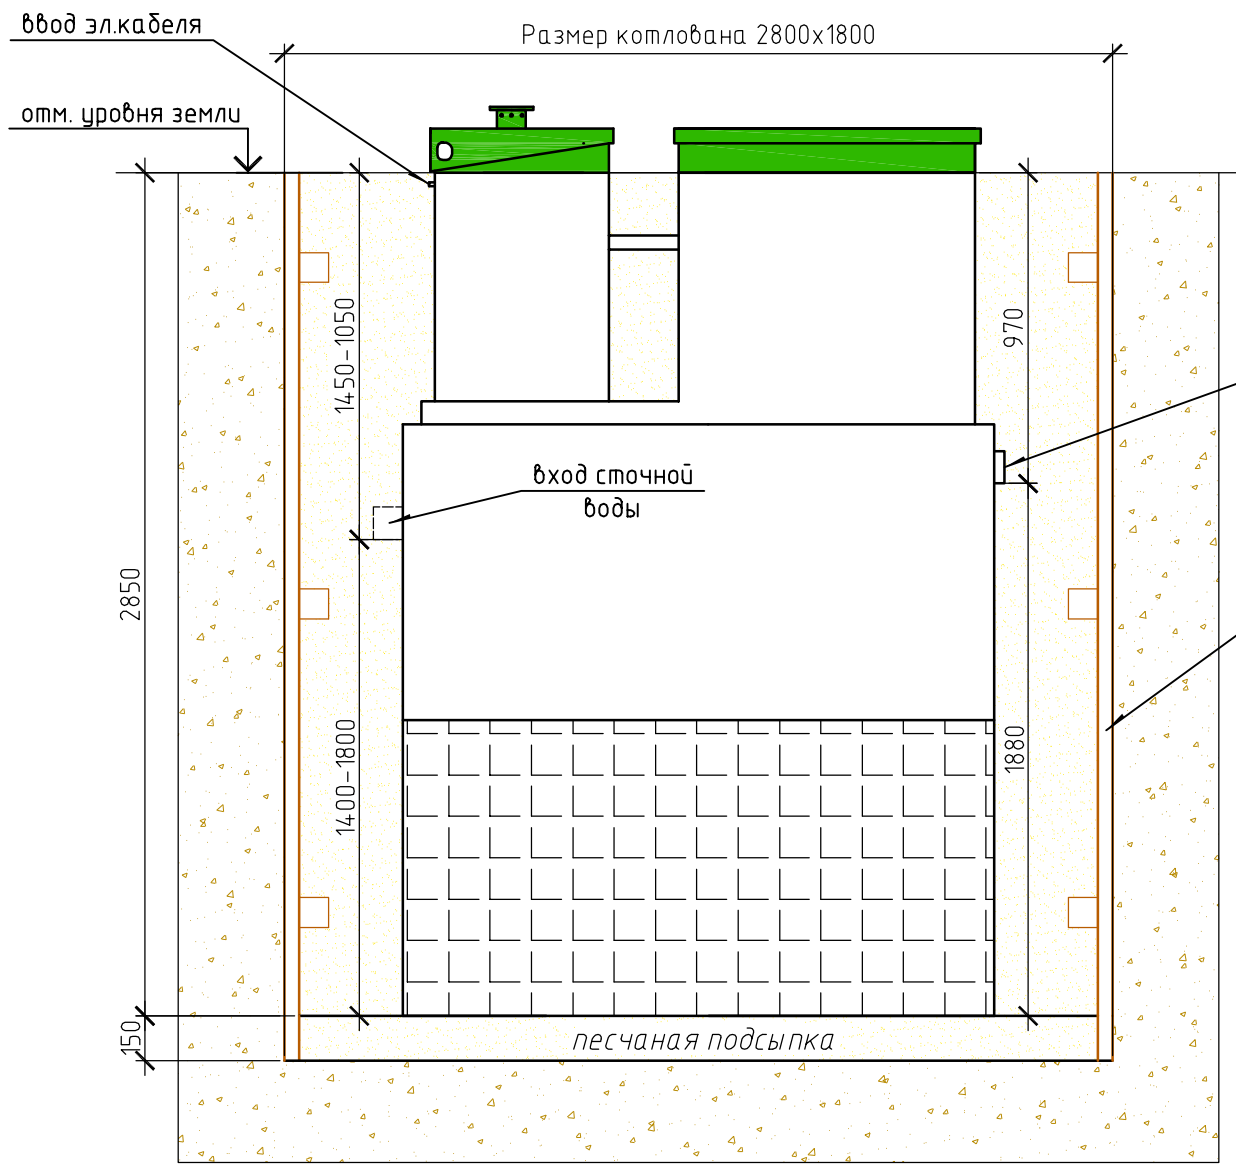 ввод эл.кабеля
Размер котлована 2800х1800
отм. уровня земли
1450-1050
970
вход сточной
воды
2850
1400-1800
1880
150
песчаная подсыпка